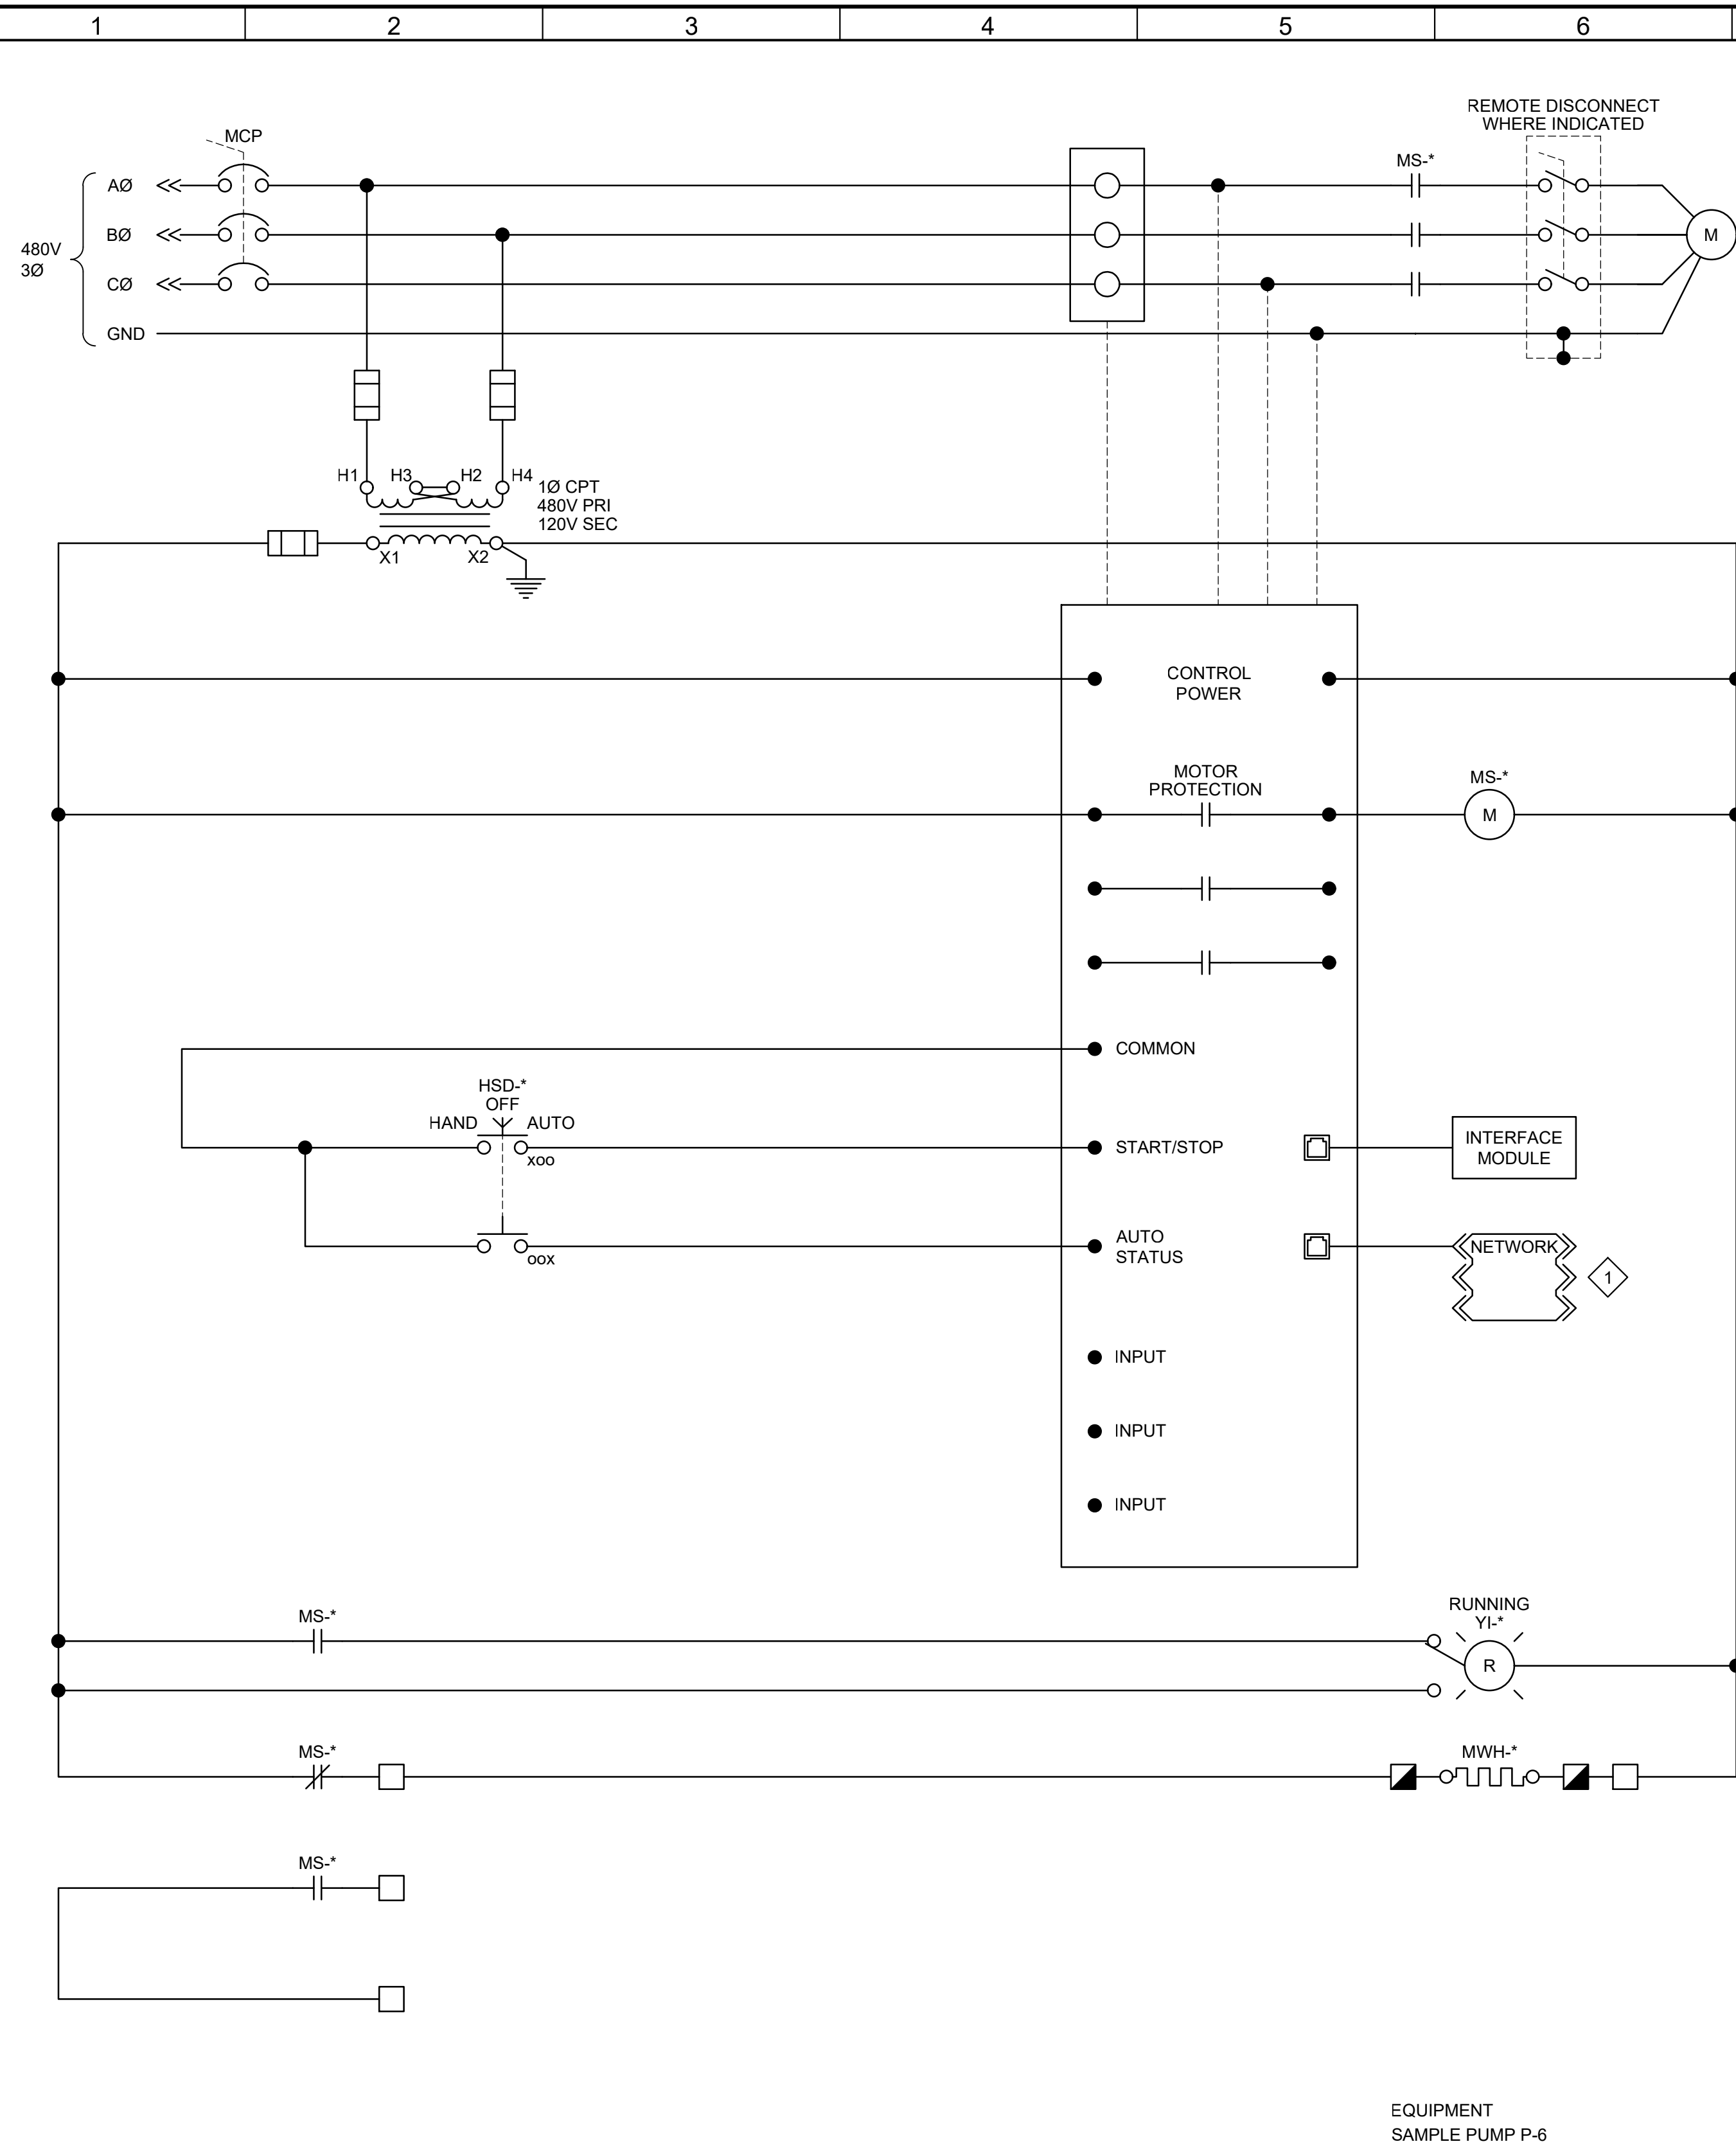 1 2 3 4 5 6
REMOTE DISCONNECT
WHERE INDICATED
MCP
MS-*
AØ
BØ
M
480V
3Ø
CØ
GND
H1 H3 H2 H4
1Ø CPT
480V PRI
120V SEC
X1 X2
CONTROL
POWER
MOTOR
PROTECTION
MS-*
M
COMMON
HSD-*
OFF
HAND AUTO
xoo
START/STOP
INTERFACE
MODULE
AUTO
STATUS
oox
NETWORK
1
INPUT
INPUT
INPUT
MS-*
RUNNING
YI-*
R
MS-*
MWH-*
MS-*
EQUIPMENT
SAMPLE PUMP P-6